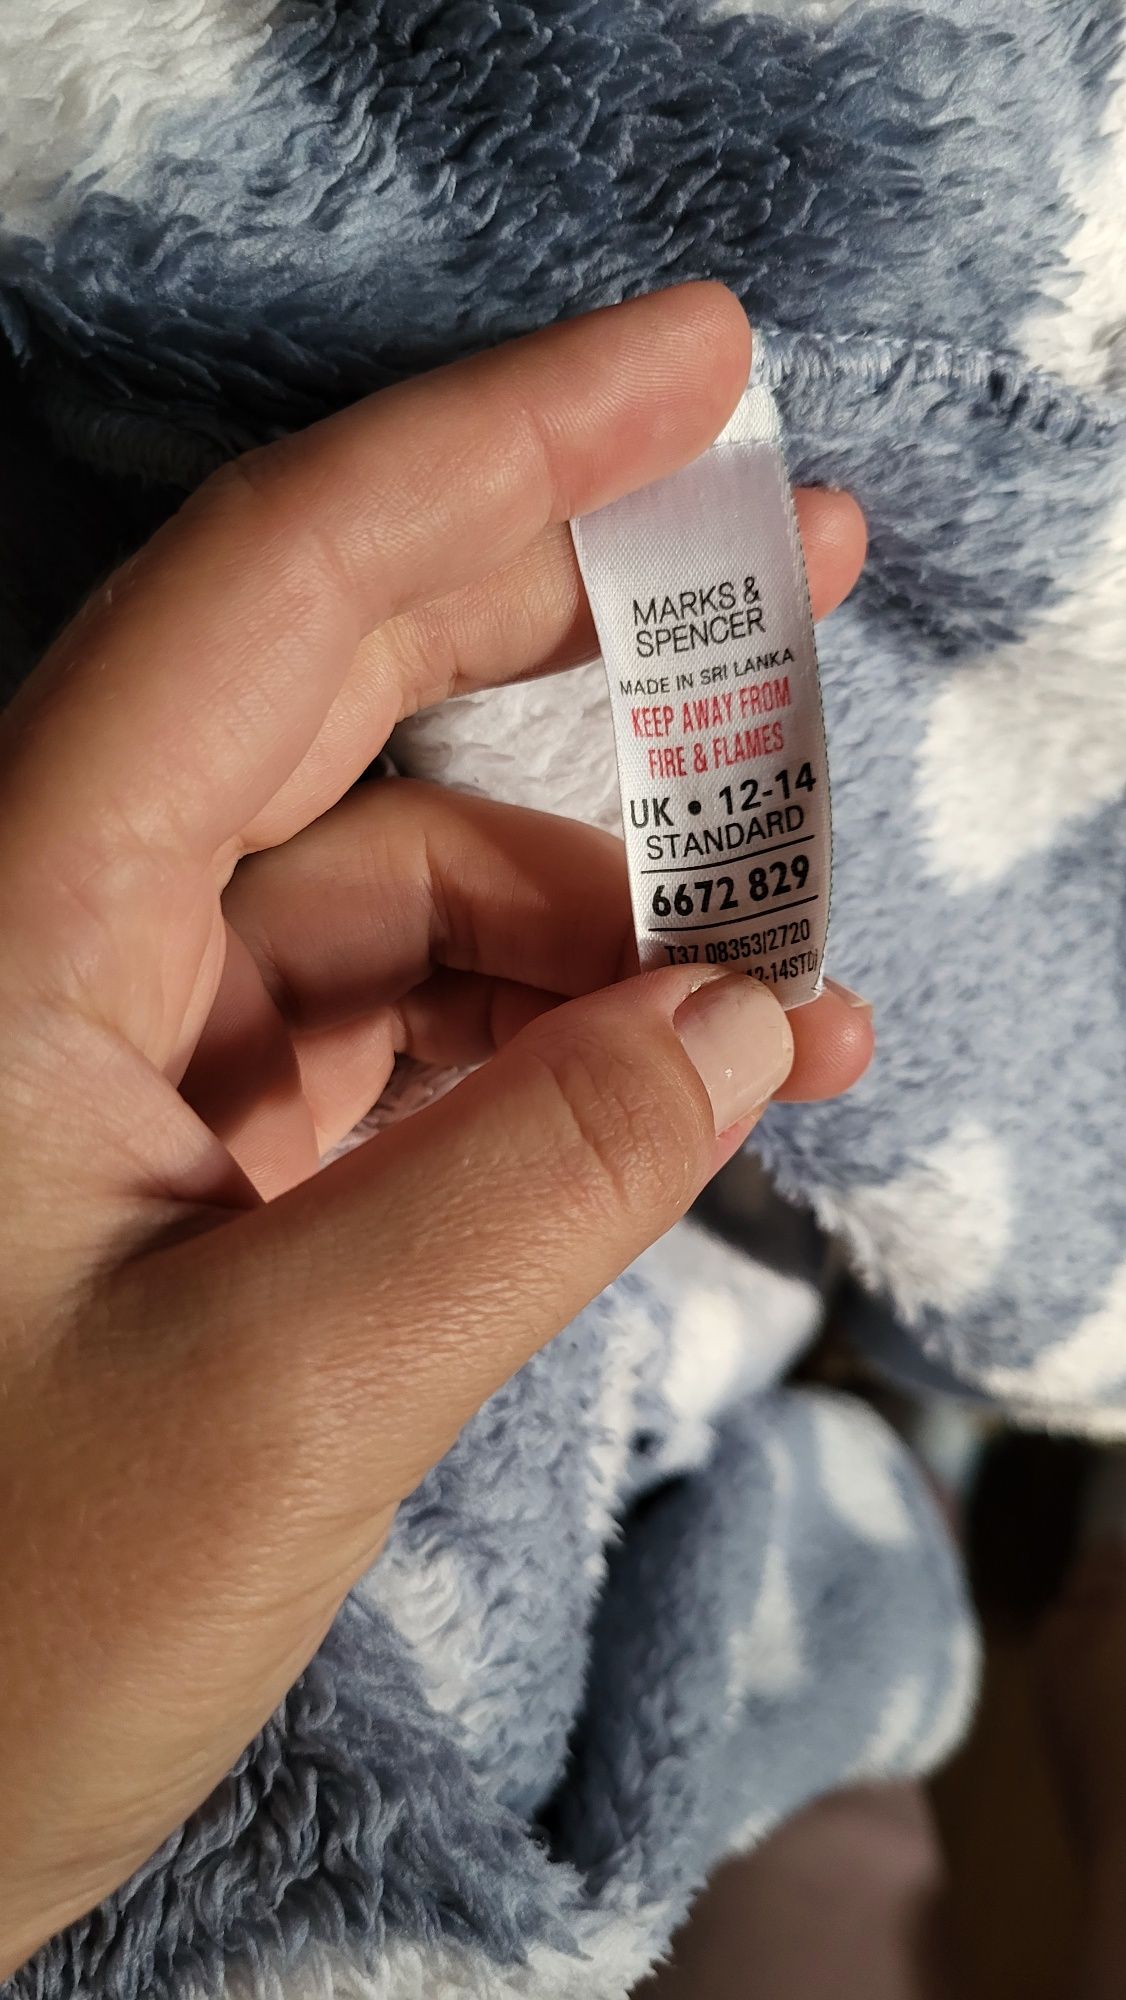 MARKS &
SPENCER
MADE IN SRI LANKA
KEEP AWAY FROM
FIRE & FLAMES
UK • 12-14
STANDARD
6672 829
T37 08353/2720